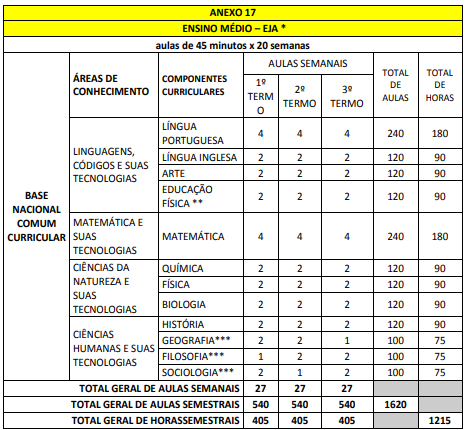 ANEXO 17
ENSINO MÉDIO – EJA *
aulas de 45 minutos x 20 semanas
BASE NACIONAL COMUM CURRICULAR
ÁREAS DE CONHECIMENTO
COMPONENTES CURRICULARES
AULAS SEMANAIS
1º TERM O
2º TERMO
3º TERMO
TOTAL DE AULAS
TOTAL DE HORAS
LINGUAGENS, CÓDIGOS E SUAS TECNOLOGIAS
LÍNGUA PORTUGUESA 4 4 4 240 180
LÍNGUA INGLESA 2 2 2 120 90
ARTE 2 2 2 120 90
EDUCAÇÃO FÍSICA ** 2 2 2 120 90
MATEMÁTICA E SUAS TECNOLOGIAS
MATEMÁTICA 4 4 4 240 180
CIÊNCIAS DA NATUREZA E SUAS TECNOLOGIAS
QUÍMICA 2 2 2 120 90
FÍSICA 2 2 2 120 90
BIOLOGIA 2 2 2 120 90
CIÊNCIAS HUMANAS E SUAS TECNOLOGIAS
HISTÓRIA 2 2 2 120 90
GEOGRAFIA*** 2 2 1 100 75
FILOSOFIA*** 1 2 2 100 75
SOCIOLOGIA*** 2 1 2 100 75
TOTAL GERAL DE AULAS SEMANAIS 27 27 27
TOTAL GERAL DE AULAS SEMESTRAIS 540 540 540 1620
TOTAL GERAL DE HORASSEMESTRAIS 405 405 405 1215